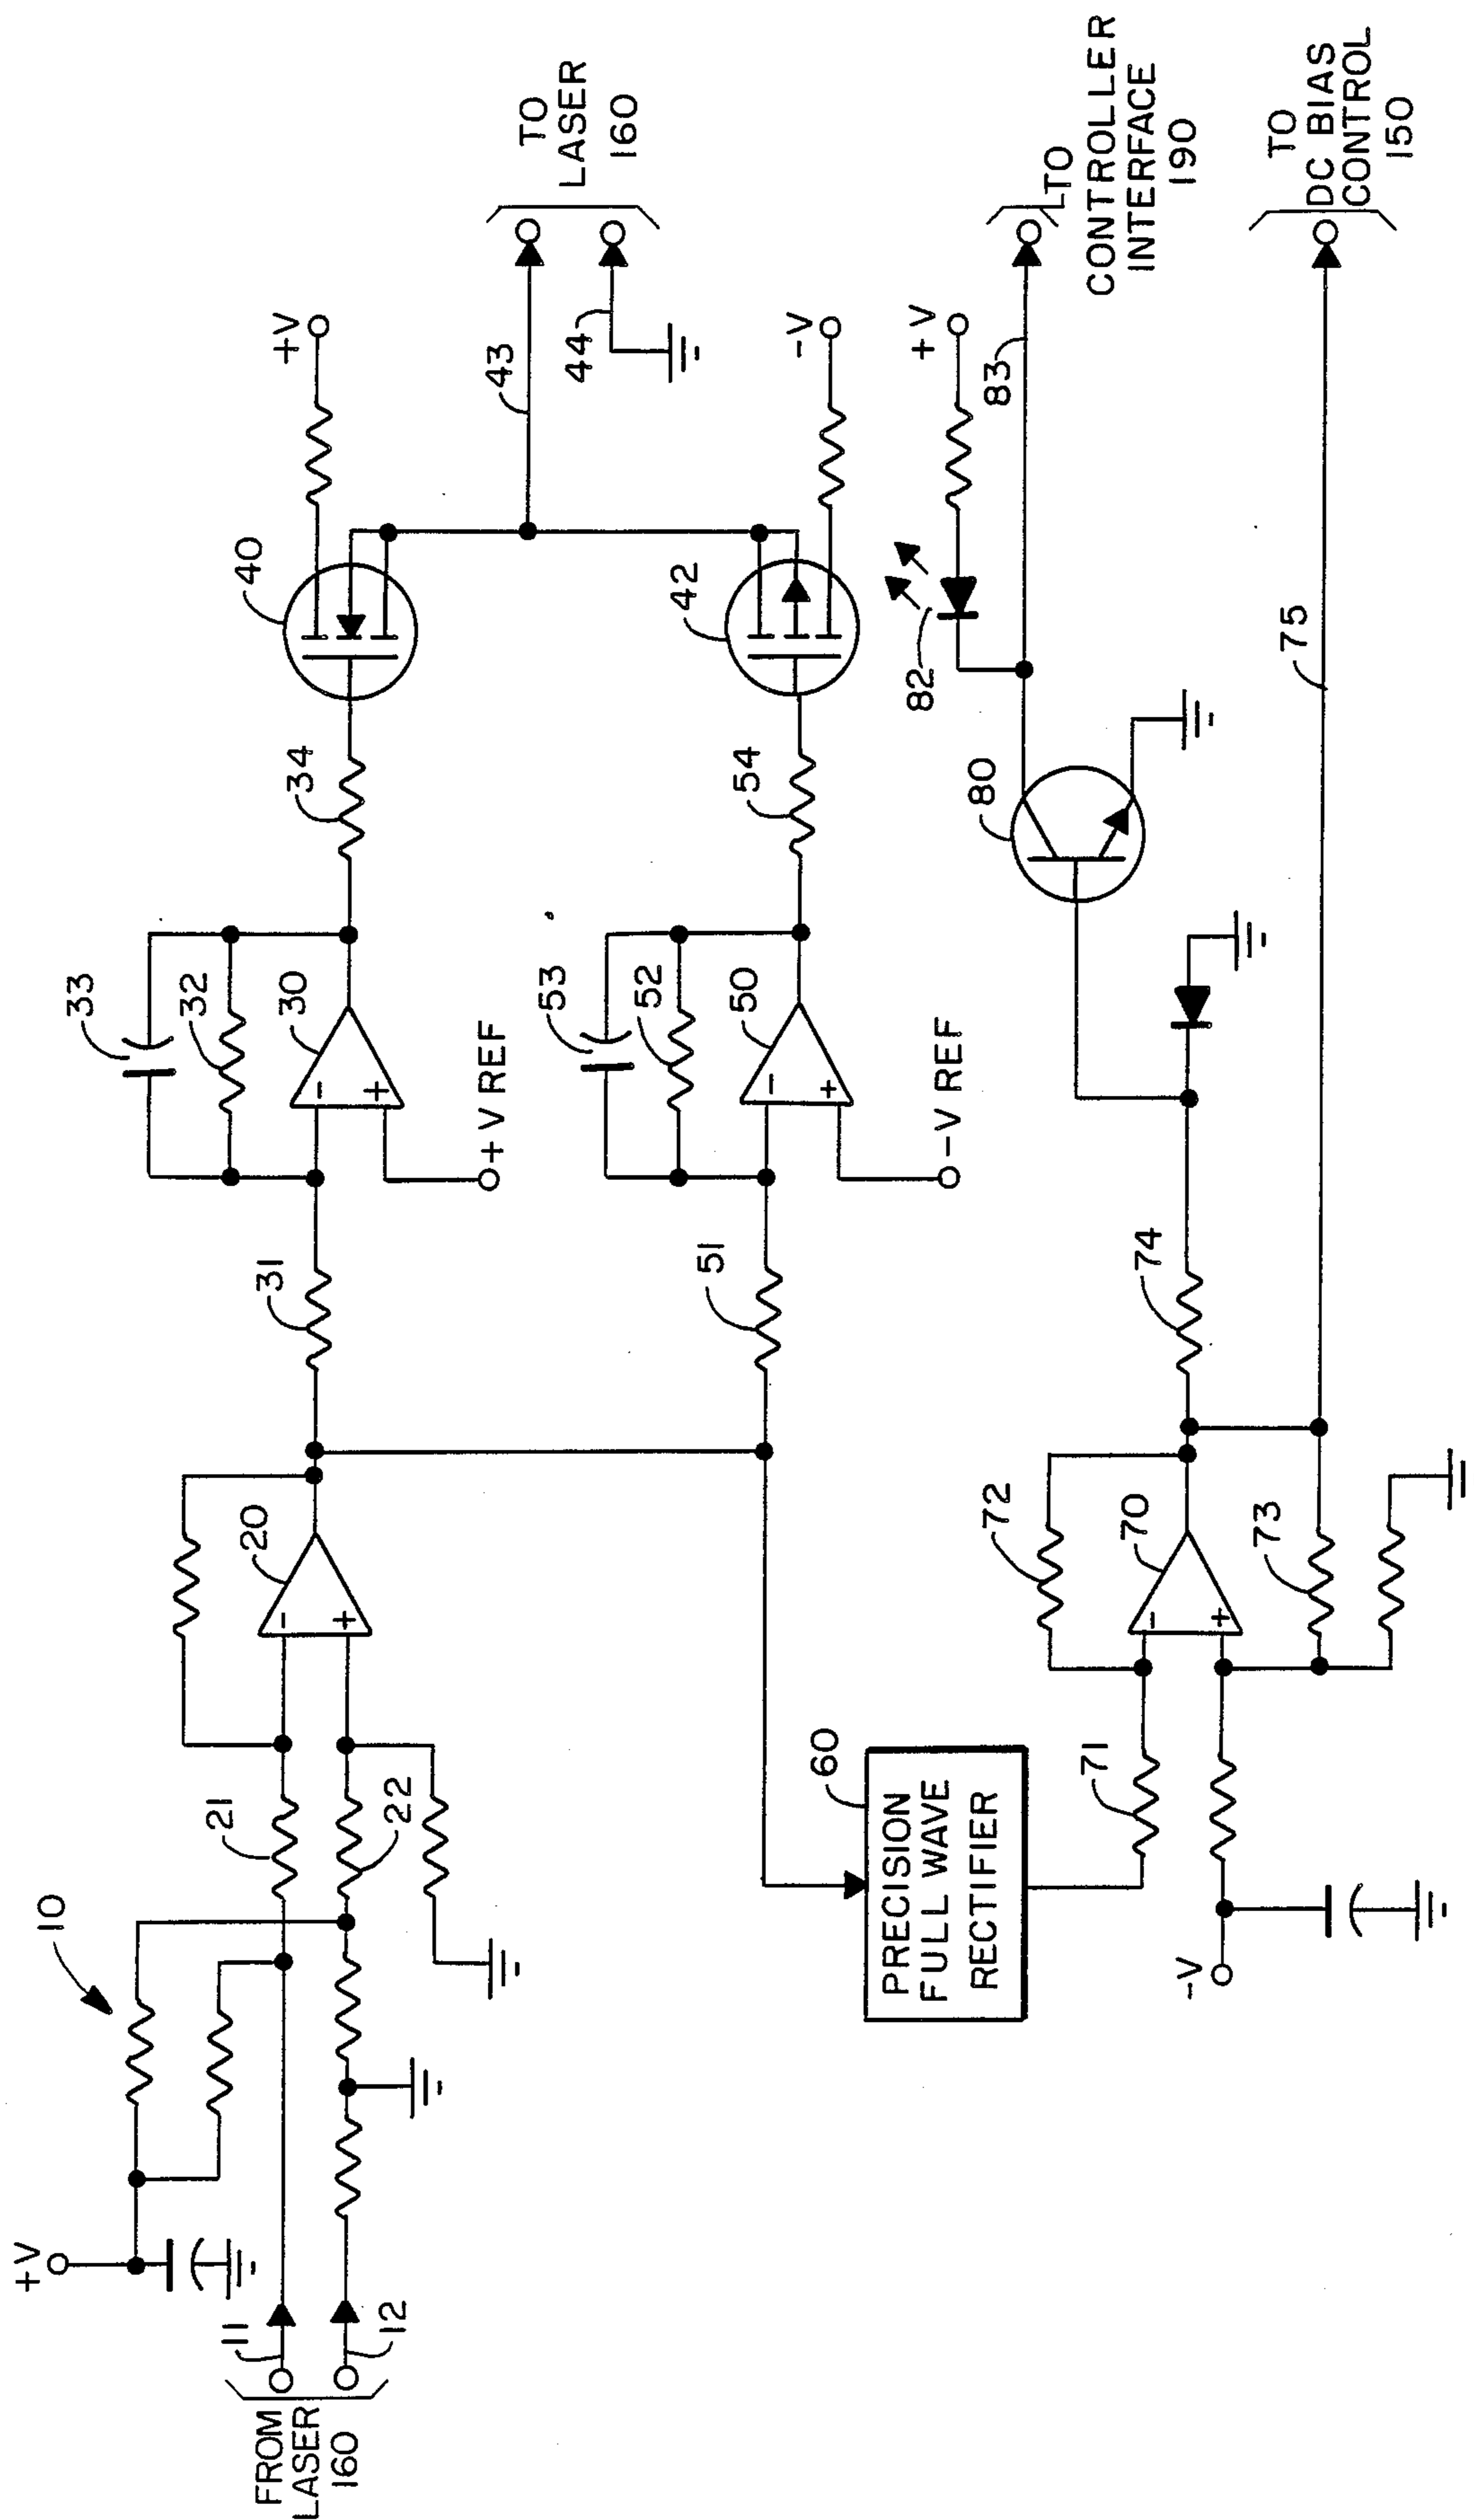 +V
10
11
12
FROM
LASER
160
21
22
20
-
+
31
33
32
30
-
+
+ V REF
34
40
+V
43
44
TO
LASER
160
51
53
52
50
-
+
- V REF
54
42
-V
60
PRECISION
FULL WAVE
RECTIFIER
71
-V
72
70
-
+
73
74
80
82
+V
83
TO
CONTROLLER
INTERFACE
190
75
TO
DC BIAS
CONTROL
150